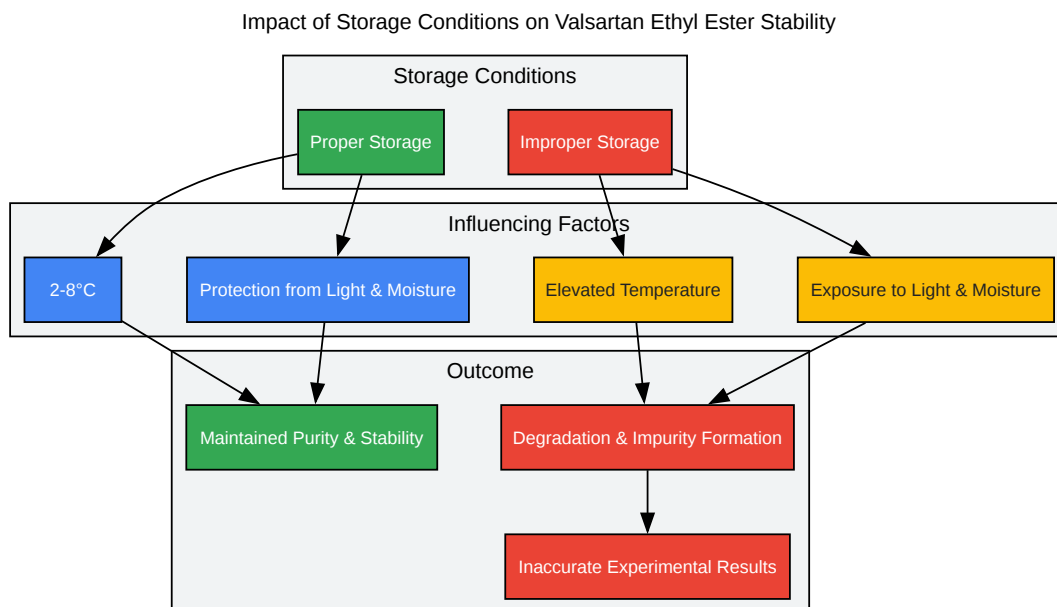 Impact of Storage Conditions on Valsartan Ethyl Ester Stability
Storage Conditions
Proper Storage
Improper Storage
Influencing Factors
2-8°C
Protection from Light & Moisture
Elevated Temperature
Exposure to Light & Moisture
Outcome
Maintained Purity & Stability
Degradation & Impurity Formation
Inaccurate Experimental Results